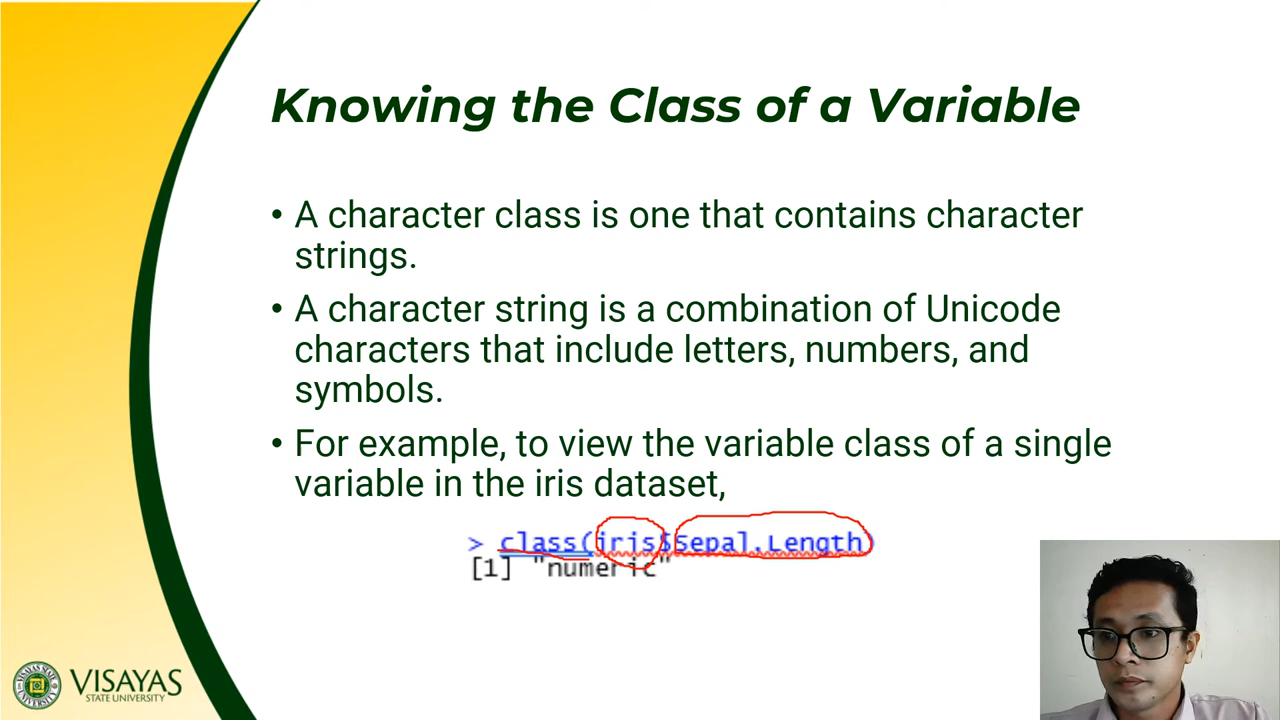 Knowing the Class of a Variable
• A character class is one that contains character
strings.
• A character string is a combination of Unicode
characters that include letters, numbers, and
symbols.
• For example, to view the variable class of a single
variable in the iris dataset,
> class(iris$Sepal.Length)
[1] "numeric"
VISAYAS
STATE UNIVERSITY